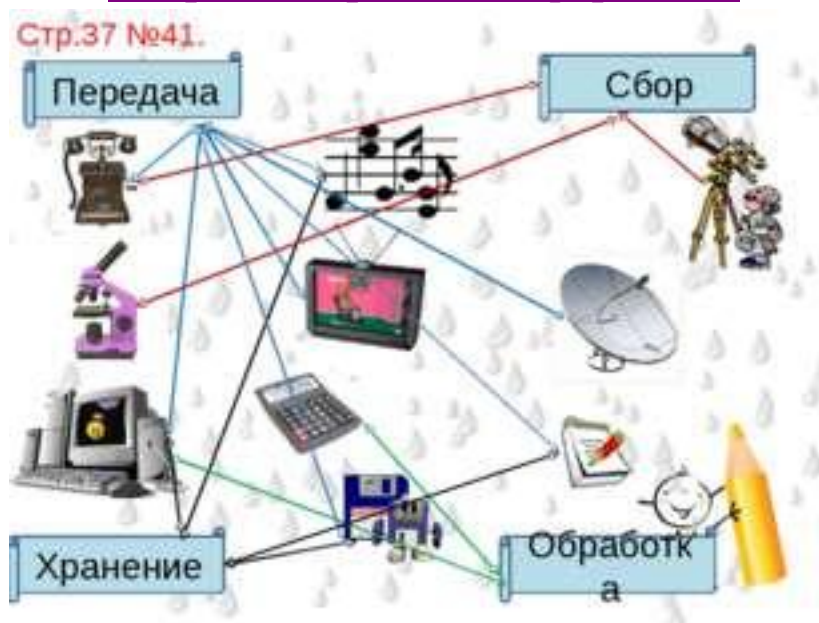 Стр.37 №41.
Передача
Сбор
Хранение
Обработк
а